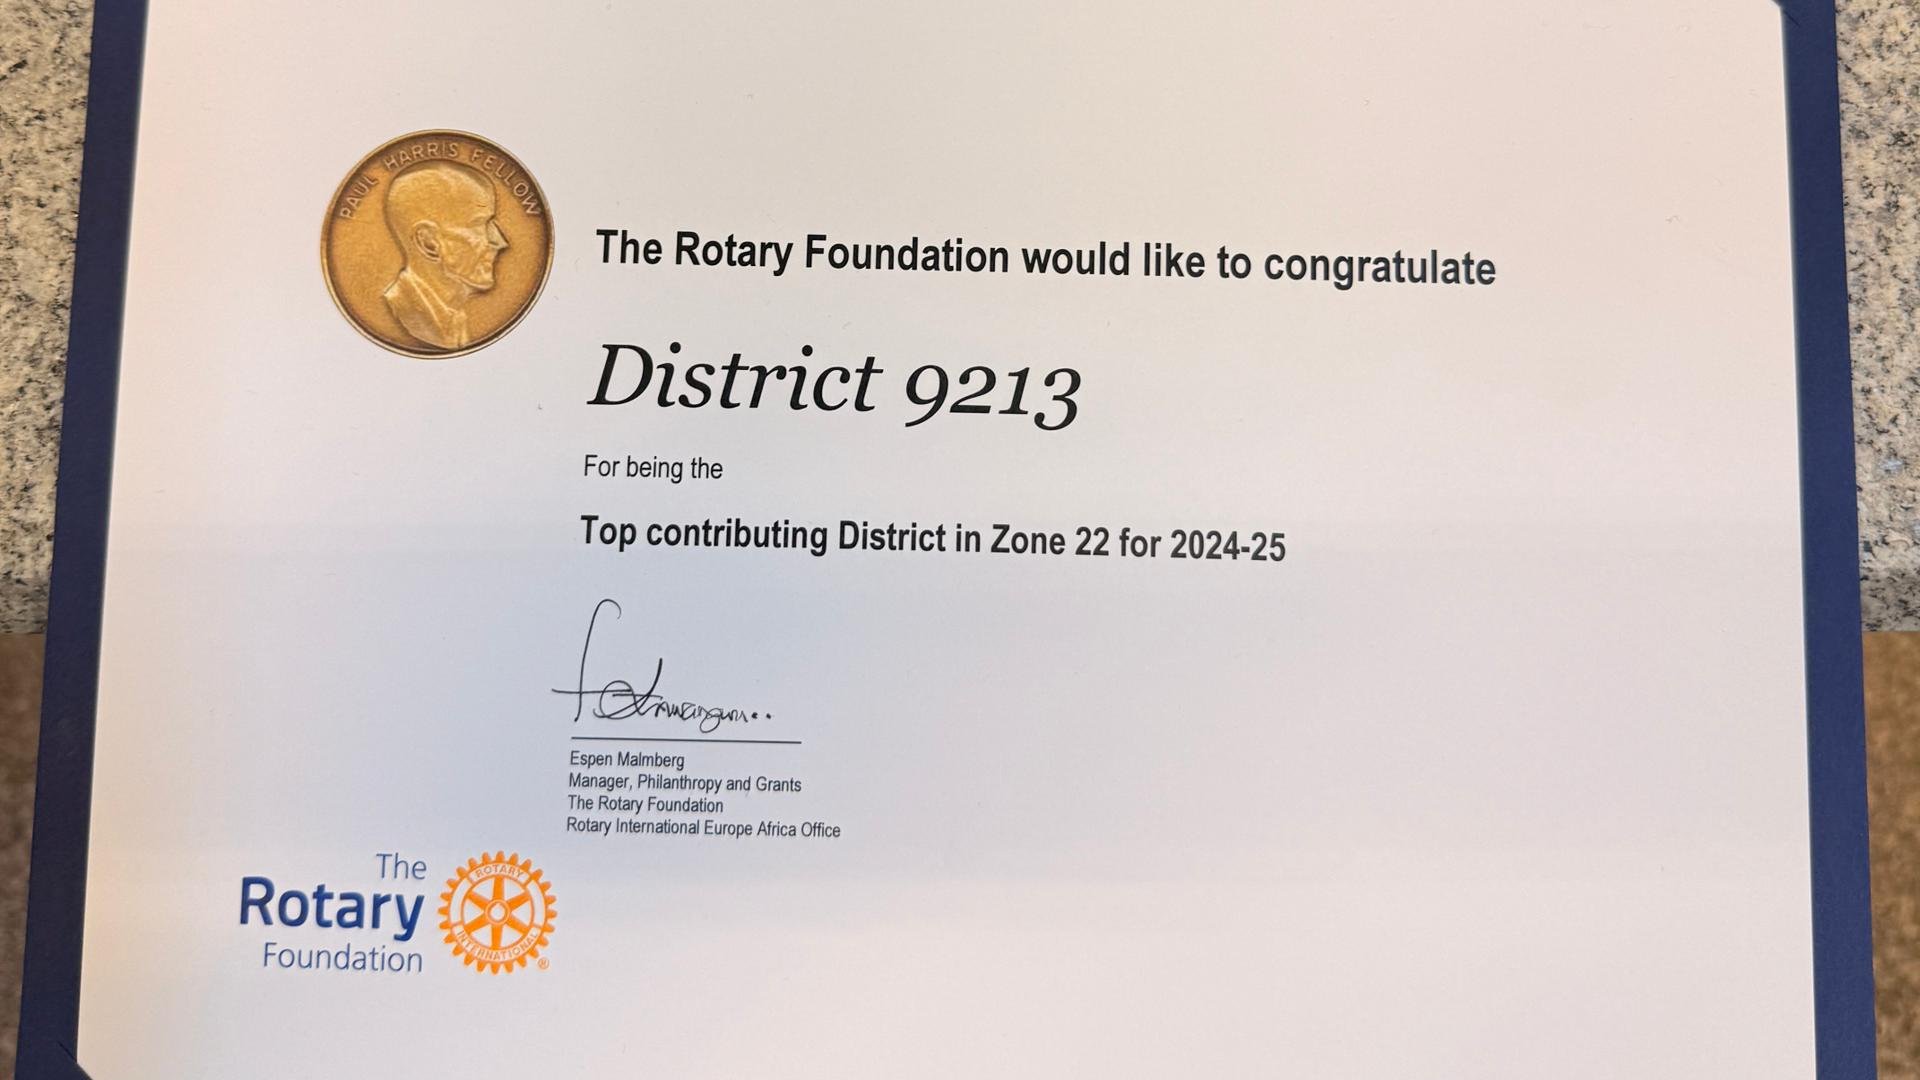 PAUL HARRIS FELLOW
The Rotary Foundation would like to congratulate
District 9213
For being the
Top contributing District in Zone 22 for 2024-25
Espen Malmberg
Manager, Philanthropy and Grants
The Rotary Foundation
Rotary International Europe Africa Office
The
Rotary
Foundation
ROTARY
INTERNATIONAL
®